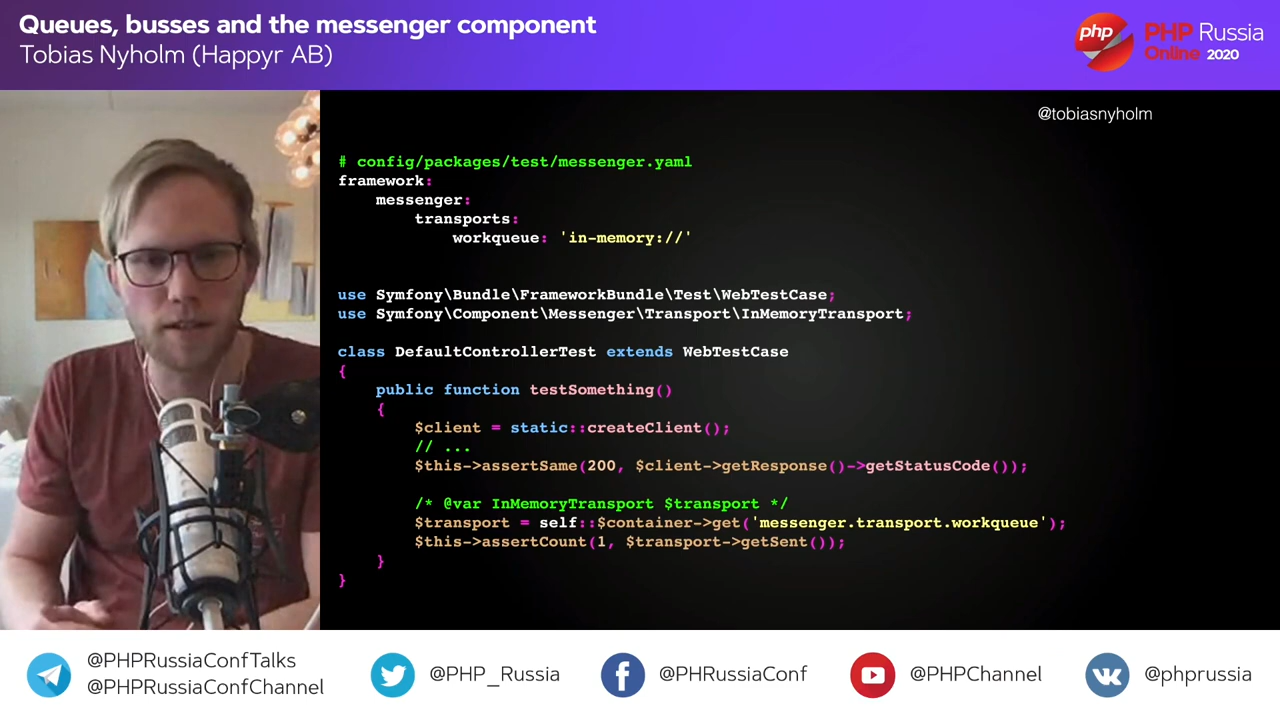 Queues, busses and the messenger component
Tobias Nyholm (Happyr AB)
php
PHP Russia
Online 2020
@tobiasnyholm
# config/packages/test/messenger.yaml
framework:
    messenger:
        transports:
            workqueue: 'in-memory://'
use Symfony\Bundle\FrameworkBundle\Test\WebTestCase;
use Symfony\Component\Messenger\Transport\InMemoryTransport;
class DefaultControllerTest extends WebTestCase
{
    public function testSomething()
    {
        $client = static::createClient();
        // ...
        $this->assertSame(200, $client->getResponse()->getStatusCode());
        /* @var InMemoryTransport $transport */
        $transport = self::$container->get('messenger.transport.workqueue');
        $this->assertCount(1, $transport->getSent());
    }
}
@PHPRussiaConfTalks
@PHPRussiaConfChannel
@PHP_Russia
@PHRussiaConf
@PHPChannel
@phprussia